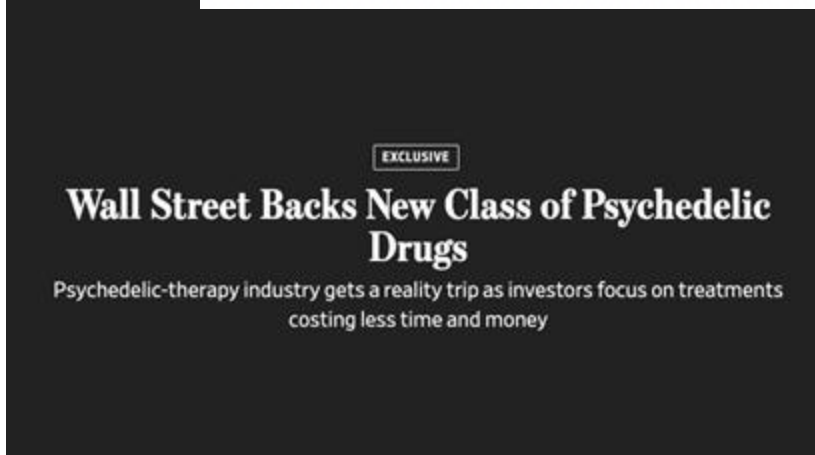 EXCLUSIVE
Wall Street Backs New Class of Psychedelic
Drugs
Psychedelic-therapy industry gets a reality trip as investors focus on treatments
costing less time and money